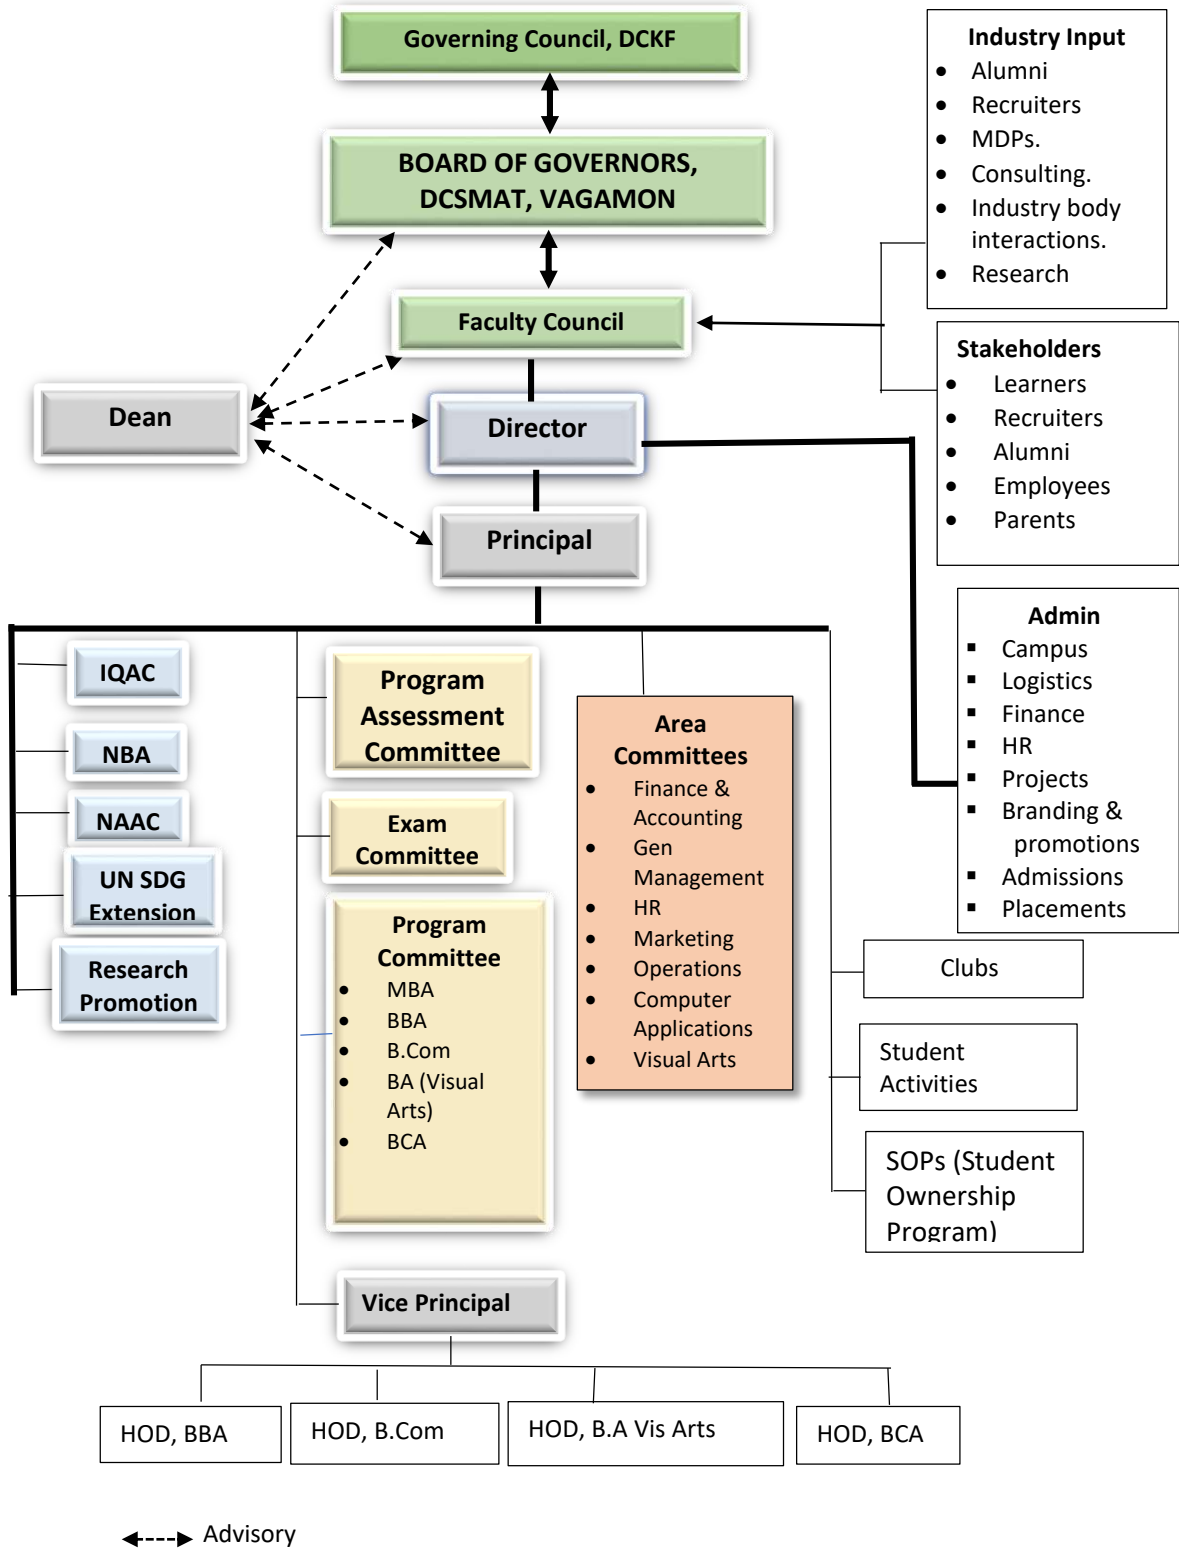 Governing Council, DCKF
BOARD OF GOVERNORS,
DCSMAT, VAGAMON
Faculty Council
Dean
Director
Principal
Industry Input
• Alumni
• Recruiters
• MDPs.
• Consulting.
• Industry body
interactions.
• Research
Stakeholders
• Learners
• Recruiters
• Alumni
• Employees
• Parents
Admin
▪ Campus
▪ Logistics
▪ Finance
▪ HR
▪ Projects
▪ Branding &
promotions
▪ Admissions
▪ Placements
IQAC
NBA
NAAC
UN SDG
Extension
Research
Promotion
Program
Assessment
Committee
Exam
Committee
Program
Committee
• MBA
• BBA
• B.Com
• BA (Visual
Arts)
• BCA
Area
Committees
• Finance &
Accounting
• Gen
Management
• HR
• Marketing
• Operations
• Computer
Applications
• Visual Arts
Clubs
Student
Activities
SOPs (Student
Ownership
Program)
Vice Principal
HOD, BBA
HOD, B.Com
HOD, B.A Vis Arts
HOD, BCA
Advisory